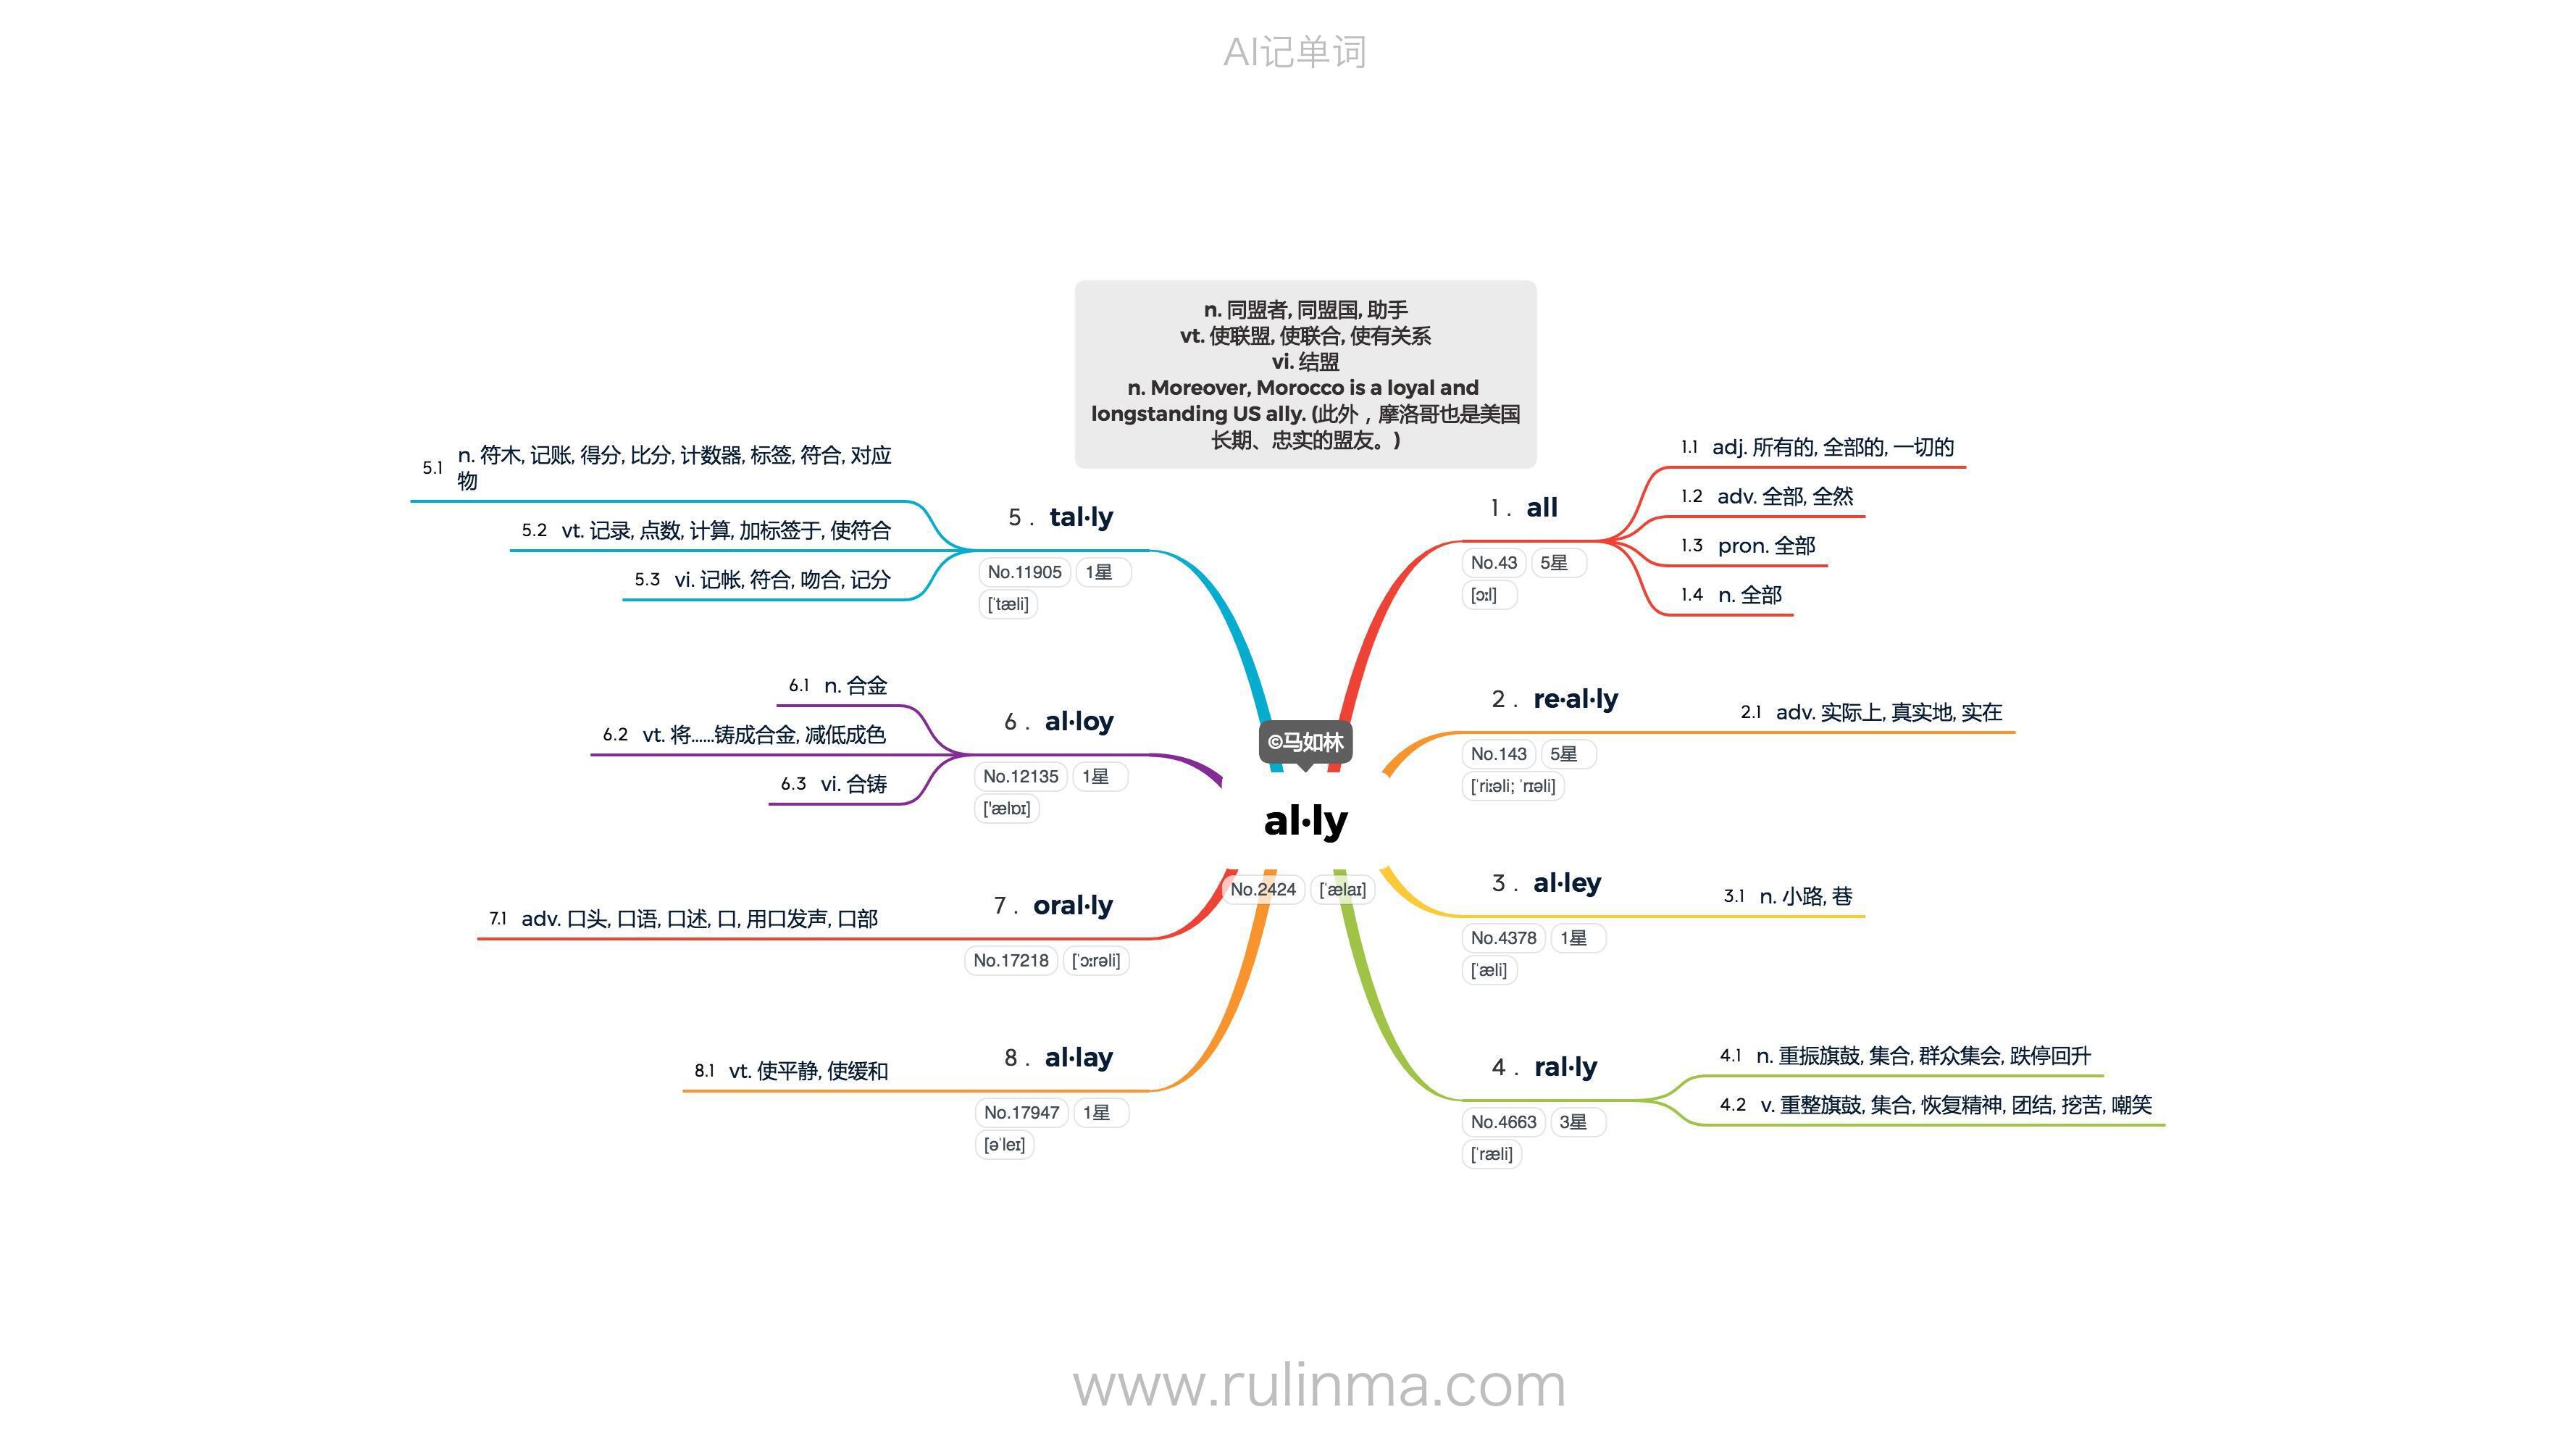 AI记单词
n. 同盟者, 同盟国, 助手
vt. 使联盟, 使联合, 使有关系
vi. 结盟
n. Moreover, Morocco is a loyal and
longstanding US ally. (此外，摩洛哥也是美国
长期、忠实的盟友。)
©马如林
al·ly
No.2424 [ˈælaɪ]
1. all
No.43 5星
[ɔːl]
1.1 adj. 所有的, 全部的, 一切的
1.2 adv. 全部, 全然
1.3 pron. 全部
1.4 n. 全部
2. re·al·ly
No.143 5星
[ˈriːəli; ˈrɪəli]
2.1 adv. 实际上, 真实地, 实在
3. al·ley
No.4378 1星
[ˈæli]
3.1 n. 小路, 巷
4. ral·ly
No.4663 3星
[ˈræli]
4.1 n. 重振旗鼓, 集合, 群众集会, 跌停回升
4.2 v. 重整旗鼓, 集合, 恢复精神, 团结, 挖苦, 嘲笑
5. tal·ly
No.11905 1星
[ˈtæli]
5.1 n. 符木, 记账, 得分, 比分, 计数器, 标签, 符合, 对应
物
5.2 vt. 记录, 点数, 计算, 加标签于, 使符合
5.3 vi. 记帐, 符合, 吻合, 记分
6. al·loy
No.12135 1星
['ælɒɪ]
6.1 n. 合金
6.2 vt. 将......铸成合金, 减低成色
6.3 vi. 合铸
7. oral·ly
No.17218 [ˈɔːrəli]
7.1 adv. 口头, 口语, 口述, 口, 用口发声, 口部
8. al·lay
No.17947 1星
[əˈleɪ]
8.1 vt. 使平静, 使缓和
www.rulinma.com